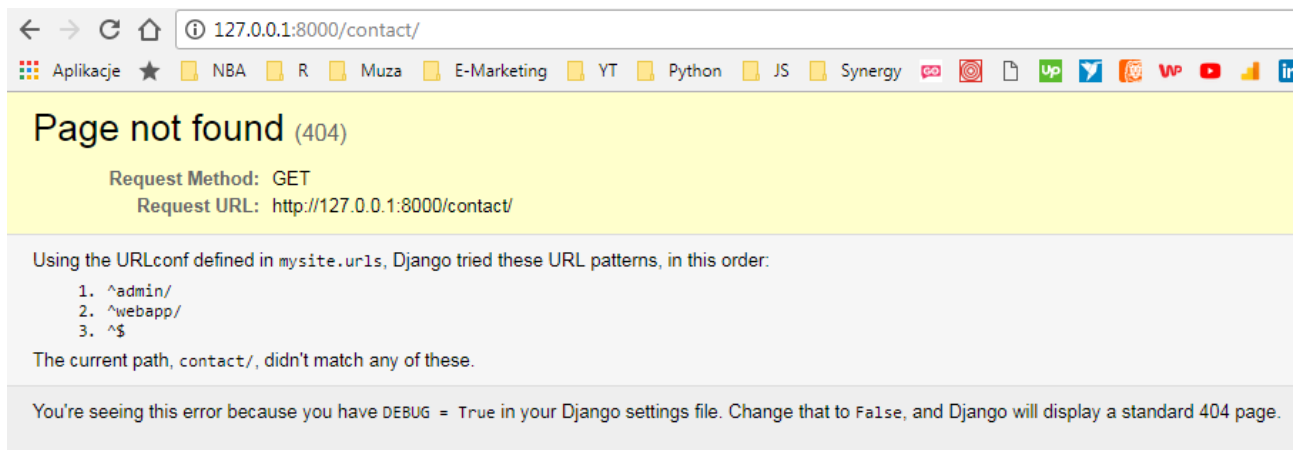 127.0.0.1:8000/contact/
Aplikacje NBA R Muza E-Marketing YT Python JS Synergy GO Up WP in
Page not found (404)
Request Method: GET
Request URL: http://127.0.0.1:8000/contact/
Using the URLconf defined in mysite.urls, Django tried these URL patterns, in this order:
1. ^admin/
2. ^webapp/
3. ^$
The current path, contact/, didn't match any of these.
You're seeing this error because you have DEBUG = True in your Django settings file. Change that to False, and Django will display a standard 404 page.